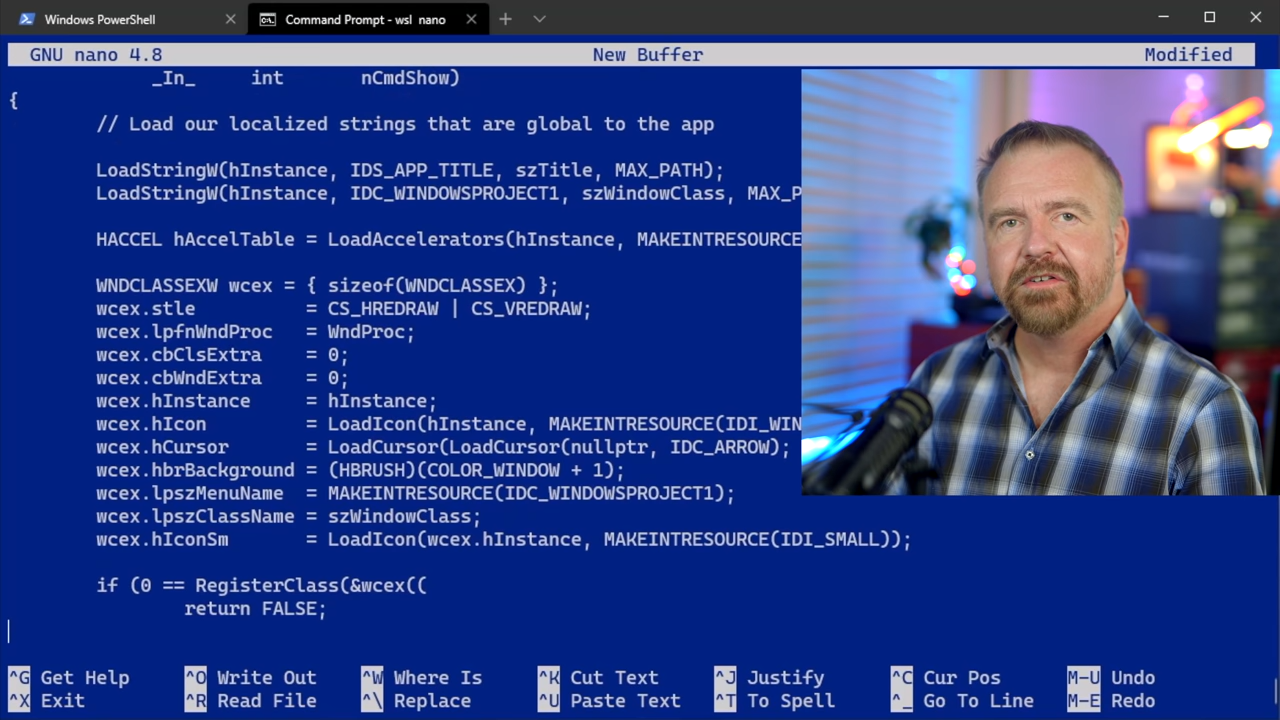 Windows PowerShell
Command Prompt - wsl nano
GNU nano 4.8 New Buffer Modified
_In_ int nCmdShow)
{
// Load our localized strings that are global to the app
LoadStringW(hInstance, IDS_APP_TITLE, szTitle, MAX_PATH);
LoadStringW(hInstance, IDC_WINDOWSPROJECT1, szWindowClass, MAX_P
HACCEL hAccelTable = LoadAccelerators(hInstance, MAKEINTRESOURCE
WNDCLASSEXW wcex = { sizeof(WNDCLASSEX) };
wcex.stle = CS_HREDRAW | CS_VREDRAW;
wcex.lpfnWndProc = WndProc;
wcex.cbClsExtra = 0;
wcex.cbWndExtra = 0;
wcex.hInstance = hInstance;
wcex.hIcon = LoadIcon(hInstance, MAKEINTRESOURCE(IDI_WIN
wcex.hCursor = LoadCursor(LoadCursor(nullptr, IDC_ARROW);
wcex.hbrBackground = (HBRUSH)(COLOR_WINDOW + 1);
wcex.lpszMenuName = MAKEINTRESOURCE(IDC_WINDOWSPROJECT1);
wcex.lpszClassName = szWindowClass;
wcex.hIconSm = LoadIcon(wcex.hInstance, MAKEINTRESOURCE(IDI_SMALL));
if (0 == RegisterClass(&wcex((
return FALSE;
^G Get Help ^O Write Out ^W Where Is ^K Cut Text ^J Justify ^C Cur Pos M-U Undo
^X Exit ^R Read File ^\ Replace ^U Paste Text ^T To Spell ^_ Go To Line M-E Redo